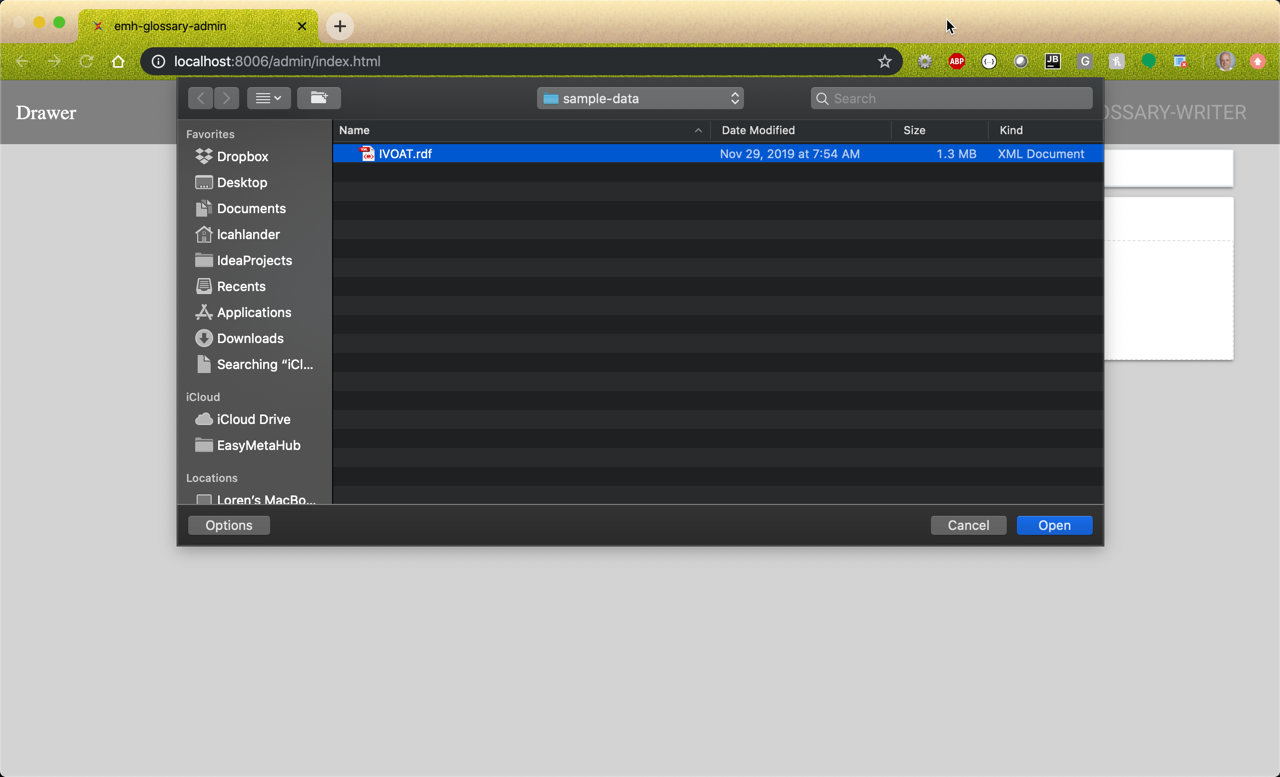 emh-glossary-admin
localhost:8006/admin/index.html
ABP
JB
G
Drawer
sample-data
Search
OSSARY-WRITER
Favorites
Name
Date Modified
Size
Kind
IVOAT.rdf
Nov 29, 2019 at 7:54 AM
1.3 MB
XML Document
Dropbox
Desktop
Documents
lcahlander
IdeaProjects
Recents
Applications
Downloads
Searching “iCl...
iCloud
iCloud Drive
EasyMetaHub
Locations
Loren’s MacBo...
Options
Cancel
Open